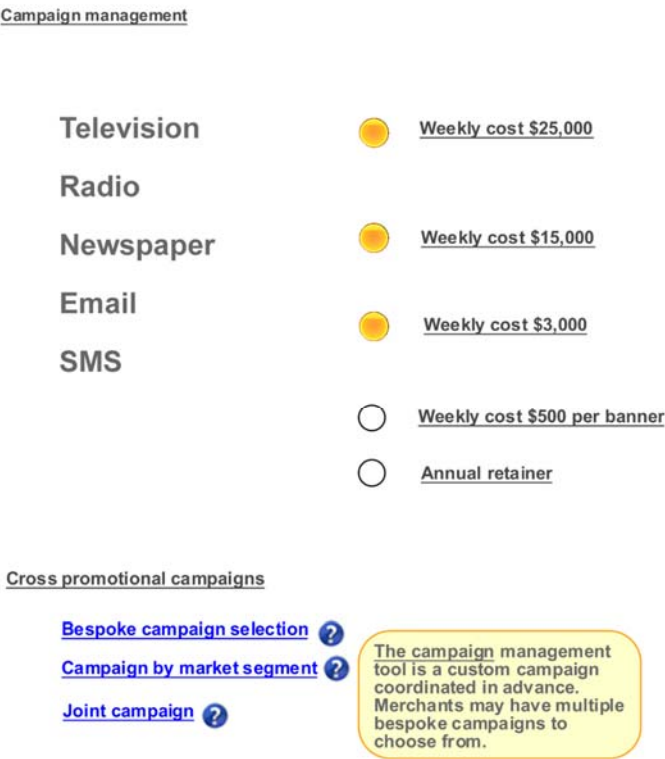 Campaign management
Television
Weekly cost $25,000
Radio
Newspaper
Weekly cost $15,000
Email
Weekly cost $3,000
SMS
Weekly cost $500 per banner
Annual retainer
Cross promotional campaigns
Bespoke campaign selection ?
Campaign by market segment ?
Joint campaign ?
The campaign management
tool is a custom campaign
coordinated in advance.
Merchants may have multiple
bespoke campaigns to
choose from.